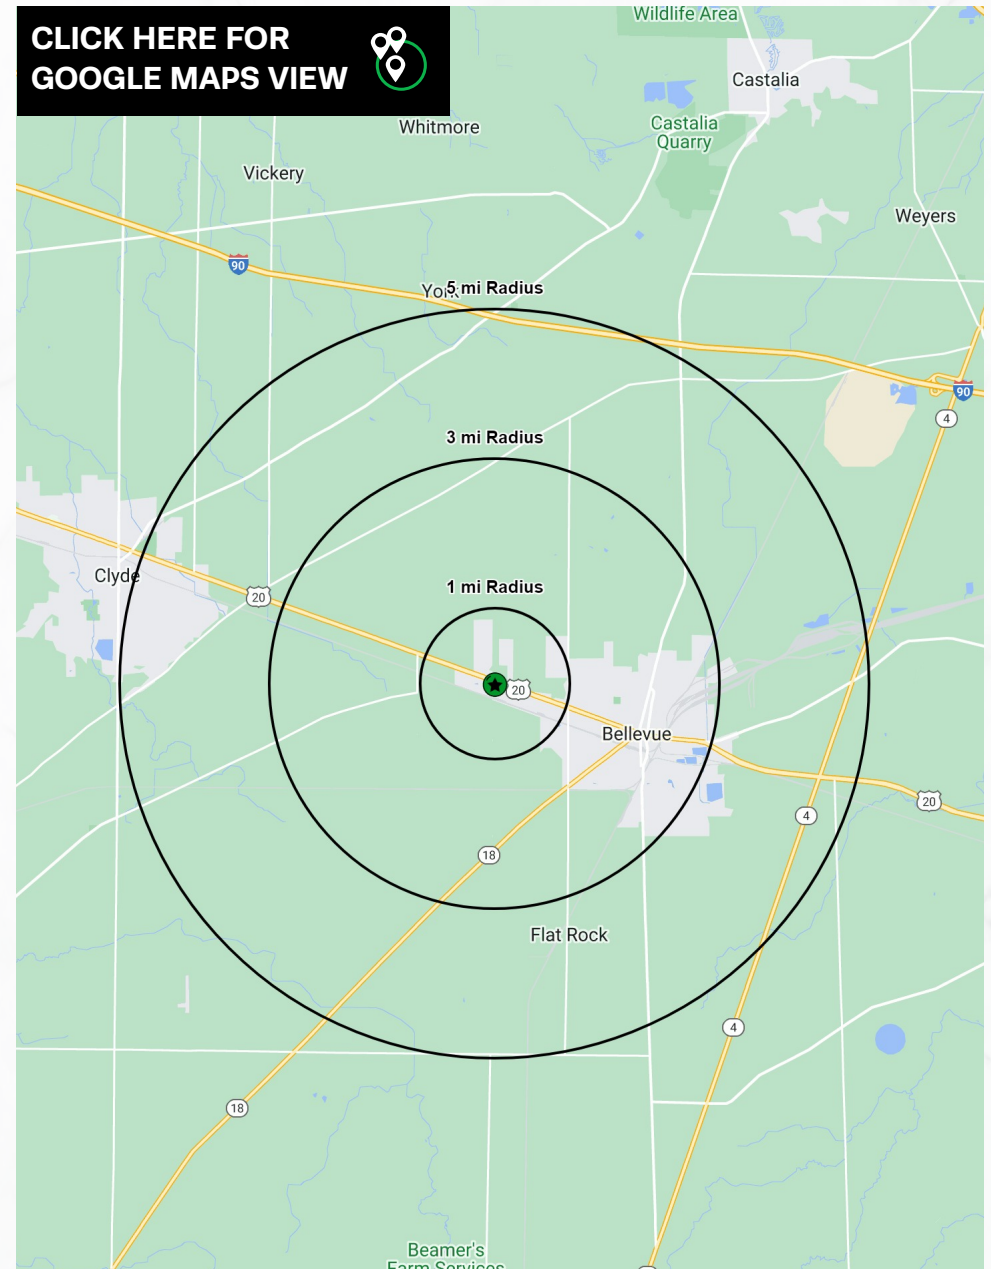 CLICK HERE FOR
GOOGLE MAPS VIEW
Wildlife Area
Castalia
Whitmore
Castalia
Quarry
Vickery
Weyers
90
York
5 mi Radius
90
4
3 mi Radius
Clyde
20
1 mi Radius
20
Bellevue
20
4
18
Flat Rock
4
18
Beamer's
Farm Services